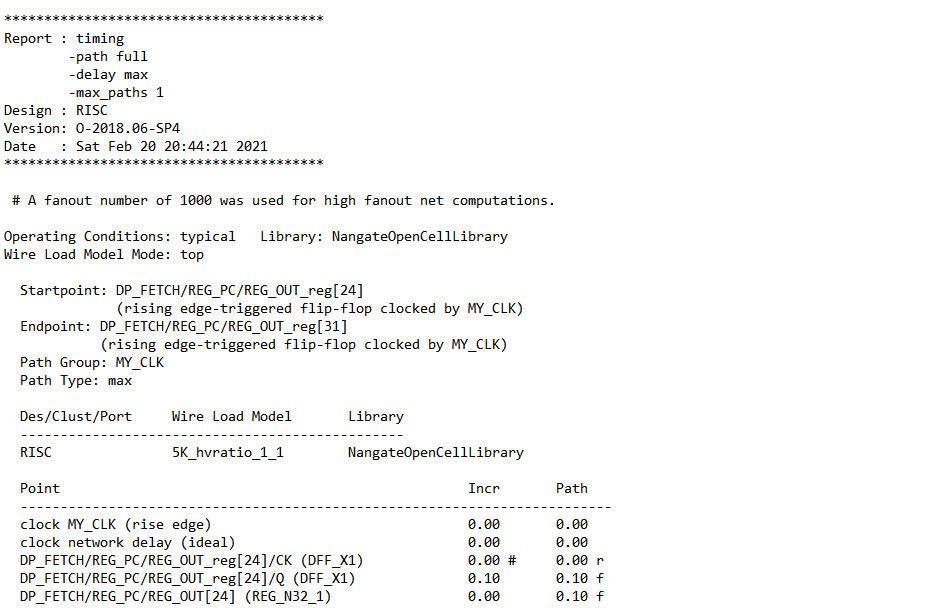 ****************************************
Report : timing
        -path full
        -delay max
        -max_paths 1
Design : RISC
Version: O-2018.06-SP4
Date   : Sat Feb 20 20:44:21 2021
****************************************
 # A fanout number of 1000 was used for high fanout net computations.
Operating Conditions: typical   Library: NangateOpenCellLibrary
Wire Load Model Mode: top
  Startpoint: DP_FETCH/REG_PC/REG_OUT_reg[24]
              (rising edge-triggered flip-flop clocked by MY_CLK)
  Endpoint: DP_FETCH/REG_PC/REG_OUT_reg[31]
            (rising edge-triggered flip-flop clocked by MY_CLK)
  Path Group: MY_CLK
  Path Type: max
  Des/Clust/Port     Wire Load Model       Library
  ------------------------------------------------
  RISC               5K_hvratio_1_1        NangateOpenCellLibrary
  Point                                                   Incr       Path
  --------------------------------------------------------------------------
  clock MY_CLK (rise edge)                                0.00       0.00
  clock network delay (ideal)                             0.00       0.00
  DP_FETCH/REG_PC/REG_OUT_reg[24]/CK (DFF_X1)             0.00 #     0.00 r
  DP_FETCH/REG_PC/REG_OUT_reg[24]/Q (DFF_X1)              0.10       0.10 f
  DP_FETCH/REG_PC/REG_OUT[24] (REG_N32_1)                 0.00       0.10 f